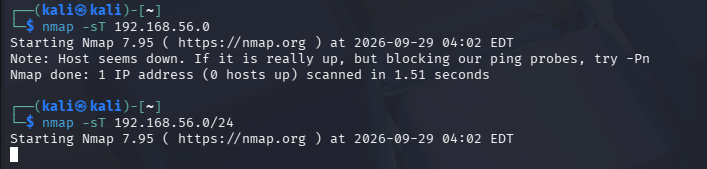 ┌──(kali㉿kali)-[~]
└─$ nmap -sT 192.168.56.0
Starting Nmap 7.95 ( https://nmap.org ) at 2026-09-29 04:02 EDT
Note: Host seems down. If it is really up, but blocking our ping probes, try -Pn
Nmap done: 1 IP address (0 hosts up) scanned in 1.51 seconds
┌──(kali㉿kali)-[~]
└─$ nmap -sT 192.168.56.0/24
Starting Nmap 7.95 ( https://nmap.org ) at 2026-09-29 04:02 EDT